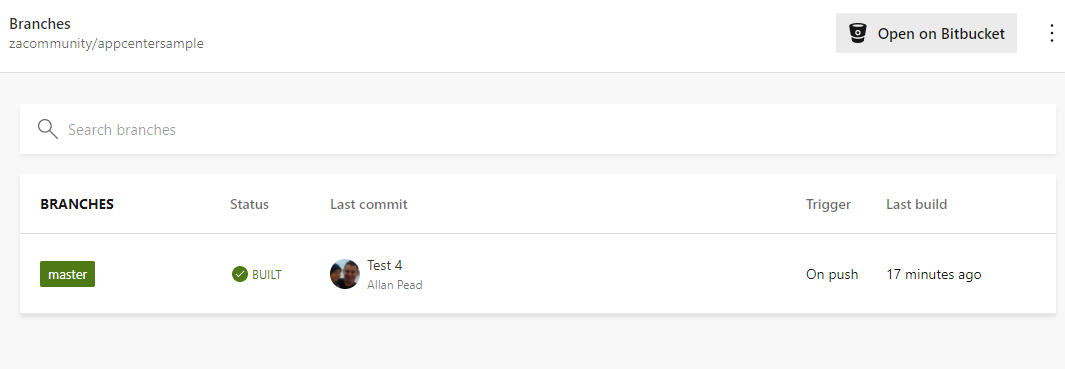 Branches
zacommunity/appcentersample
Open on Bitbucket
Search branches
BRANCHES Status Last commit Trigger Last build
master BUILT Test 4 On push 17 minutes ago
Allan Pead